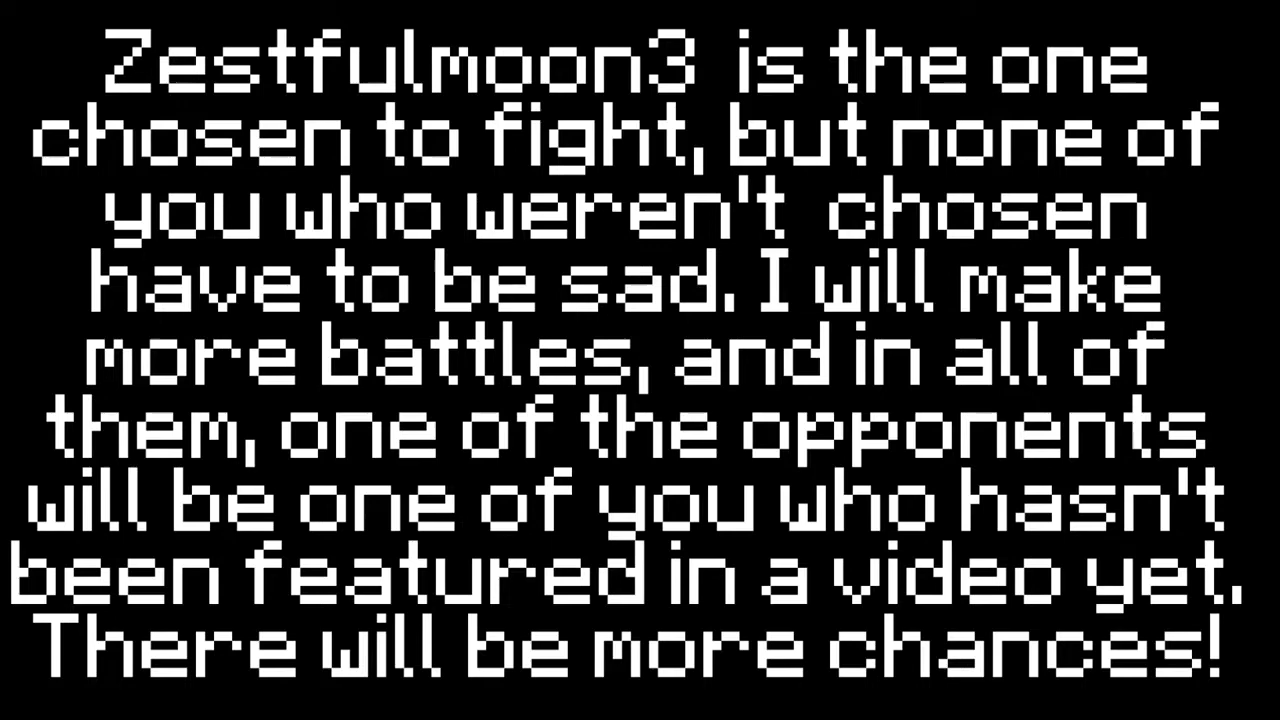 Zestfulmoon3 is the one
chosen to fight, but none of
you who weren't chosen
have to be sad. I will make
more battles, and in all of
them, one of the opponents
will be one of you who hasn't
been featured in a video yet.
There will be more chances!